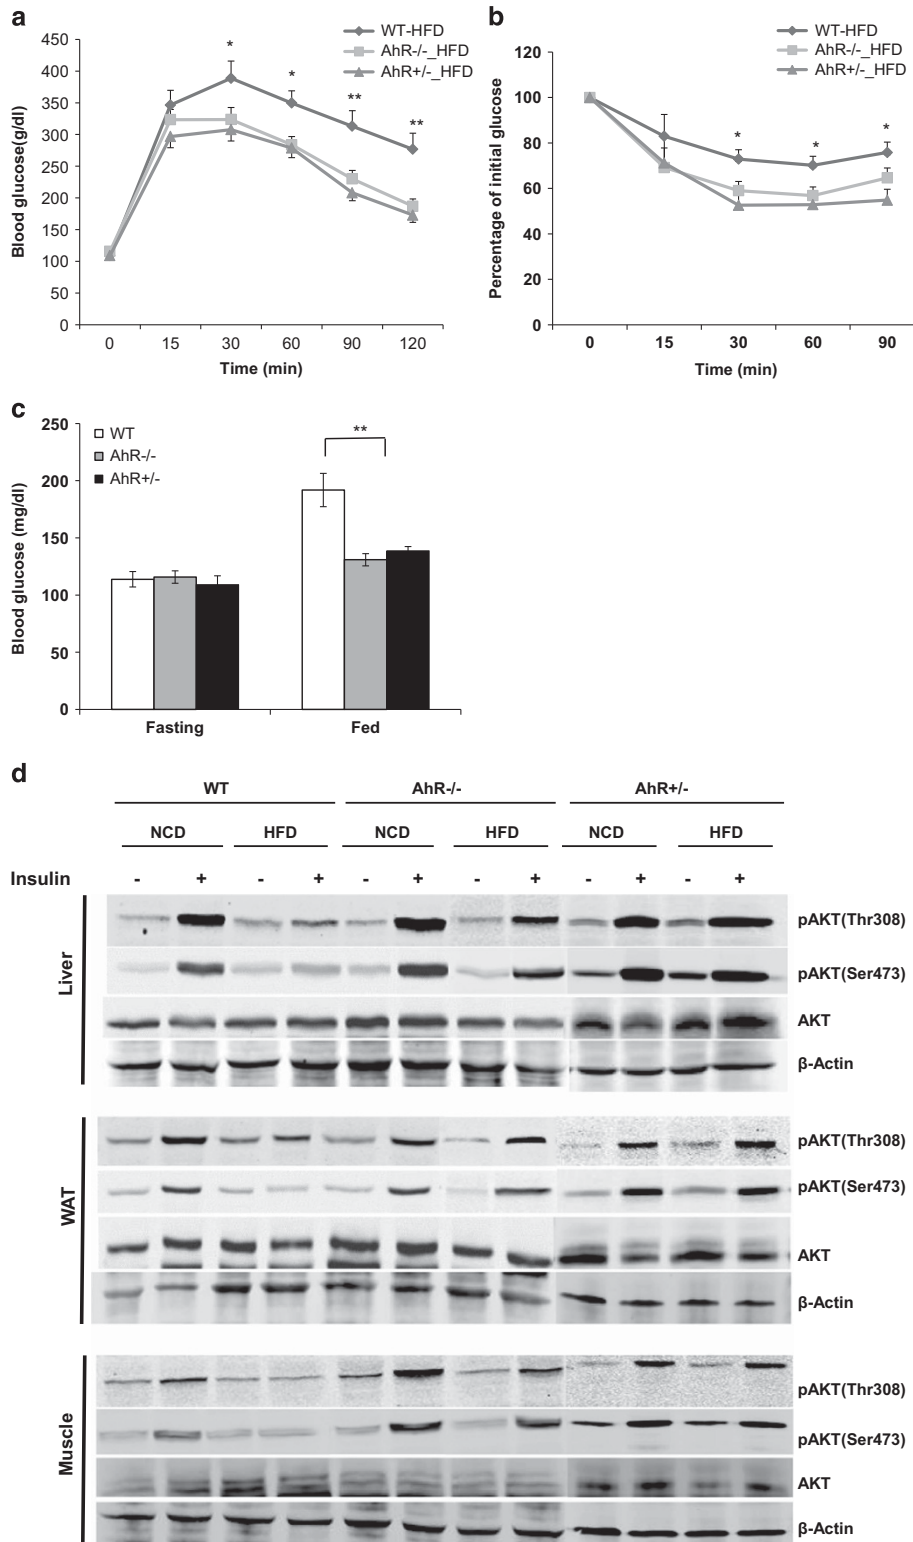 a
450
400
350
300
250
200
150
100
50
0
Blood glucose(g/dl)
0 15 30 60 90 120
Time (min)
WT-HFD
AhR-/-_HFD
AhR+/-_HFD
* * ** **
b
120
100
80
60
40
20
0
Percentage of initial glucose
0 15 30 60 90
Time (min)
WT-HFD
AhR-/-_HFD
AhR+/-_HFD
* * *
c
250
200
150
100
50
0
Blood glucose (mg/dl)
WT
AhR-/-
AhR+/-
**
Fasting Fed
d
WT AhR-/- AhR+/-
NCD HFD NCD HFD NCD HFD
Insulin - + - + - + - + - + - +
Liver
pAKT(Thr308)
pAKT(Ser473)
AKT
β-Actin
WAT
pAKT(Thr308)
pAKT(Ser473)
AKT
β-Actin
Muscle
pAKT(Thr308)
pAKT(Ser473)
AKT
β-Actin